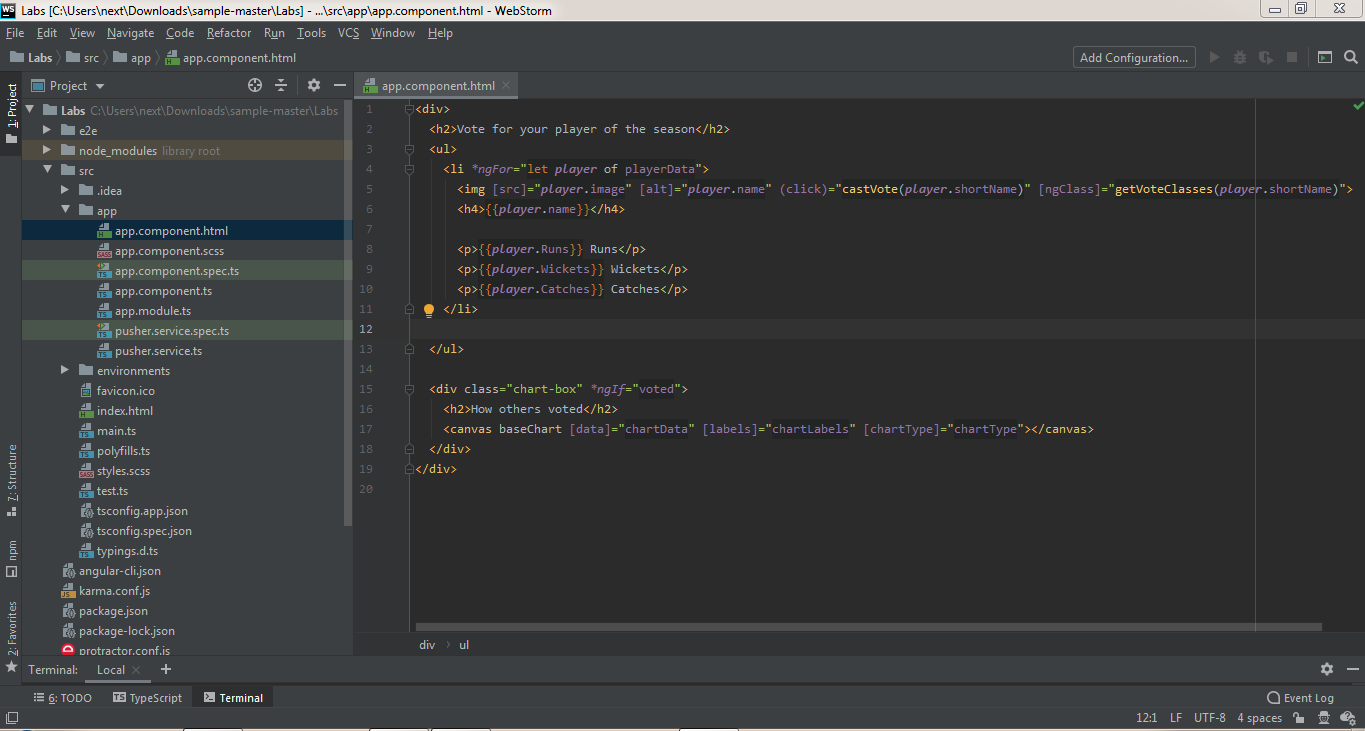 WS Labs [C:\Users\next\Downloads\sample-master\Labs] - ...\src\app\app.component.html - WebStorm
File Edit View Navigate Code Refactor Run Tools VCS Window Help
Labs src app app.component.html Add Configuration...
1: Project
7: Structure
npm
2: Favorites
Project
Labs C:\Users\next\Downloads\sample-master\Labs
e2e
node_modules library root
src
.idea
app
app.component.html
app.component.scss
app.component.spec.ts
app.component.ts
app.module.ts
pusher.service.spec.ts
pusher.service.ts
environments
favicon.ico
index.html
main.ts
polyfills.ts
styles.scss
test.ts
tsconfig.app.json
tsconfig.spec.json
typings.d.ts
angular-cli.json
karma.conf.js
package.json
package-lock.json
protractor.conf.js
app.component.html
1 <div>
2 <h2>Vote for your player of the season</h2>
3 <ul>
4 <li *ngFor="let player of playerData">
5 <img [src]="player.image" [alt]="player.name" (click)="castVote(player.shortName)" [ngClass]="getVoteClasses(player.shortName)">
6 <h4>{{player.name}}</h4>
7
8 <p>{{player.Runs}} Runs</p>
9 <p>{{player.Wickets}} Wickets</p>
10 <p>{{player.Catches}} Catches</p>
11 </li>
12
13 </ul>
14
15 <div class="chart-box" *ngIf="voted">
16 <h2>How others voted</h2>
17 <canvas baseChart [data]="chartData" [labels]="chartLabels" [chartType]="chartType"></canvas>
18 </div>
19 </div>
20
div ul
Terminal: Local
6: TODO TypeScript Terminal Event Log
12:1 LF UTF-8 4 spaces